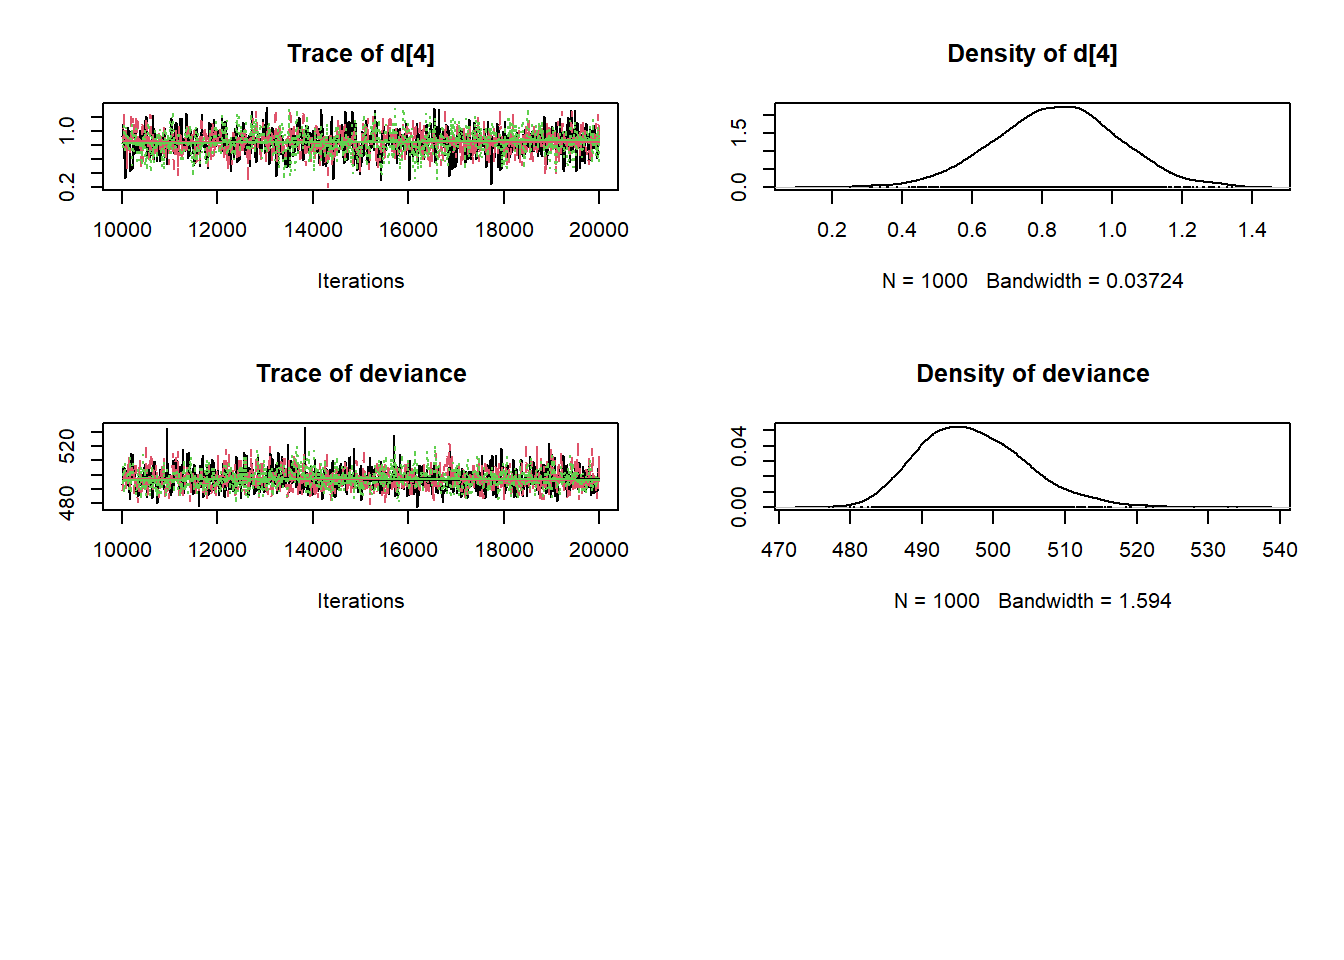 Trace of d[4]
1.0
0.2
10000 12000 14000 16000 18000 20000
Iterations
Density of d[4]
1.5
0.0
0.2 0.4 0.6 0.8 1.0 1.2 1.4
N = 1000 Bandwidth = 0.03724
Trace of deviance
520
480
10000 12000 14000 16000 18000 20000
Iterations
Density of deviance
0.04
0.00
470 480 490 500 510 520 530 540
N = 1000 Bandwidth = 1.594